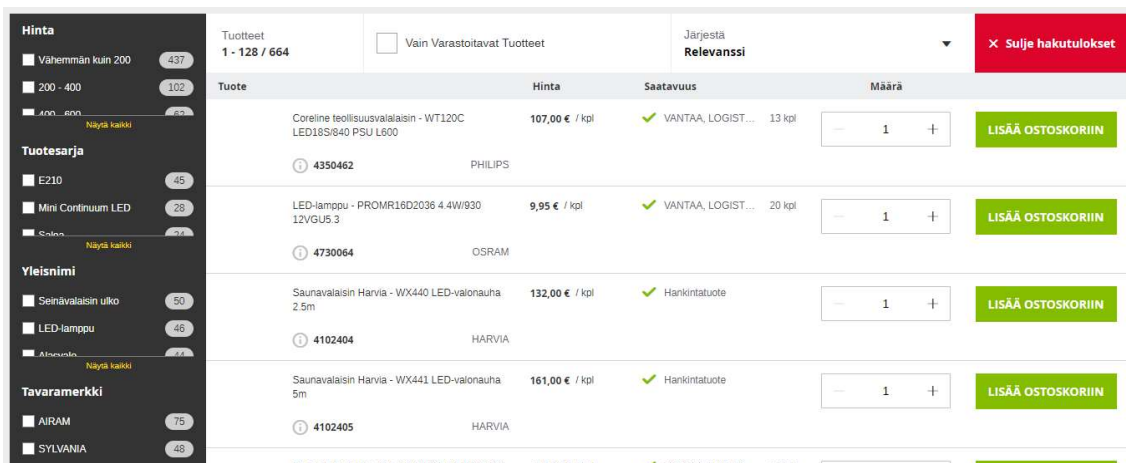 Hinta
Vähemmän kuin 200 437
200 - 400 102
Näytä kaikki
Tuotesarja
E210 45
Mini Continuum LED 28
Näytä kaikki
Yleisnimi
Seinävalaisin ulko 50
LED-lamppu 46
Näytä kaikki
Tavaramerkki
AIRAM 75
SYLVANIA 48
Tuotteet
1 - 128 / 664
Vain Varastoitavat Tuotteet
Järjestä
Relevanssi
× Sulje hakutulokset
Tuote Hinta Saatavuus Määrä
Coreline teollisuusvalalaisin - WT120C 107,00 € / kpl VANTAA, LOGIST... 13 kpl 1 LISÄÄ OSTOSKORIIN
LED18S/840 PSU L600
4350462 PHILIPS
LED-lamppu - PROMR16D2036 4.4W/930 9,95 € / kpl VANTAA, LOGIST... 20 kpl 1 LISÄÄ OSTOSKORIIN
12VGU5.3
4730064 OSRAM
Saunavalaisin Harvia - WX440 LED-valonauha 132,00 € / kpl Hankintatuote 1 LISÄÄ OSTOSKORIIN
2.5m
4102404 HARVIA
Saunavalaisin Harvia - WX441 LED-valonauha 161,00 € / kpl Hankintatuote 1 LISÄÄ OSTOSKORIIN
5m
4102405 HARVIA